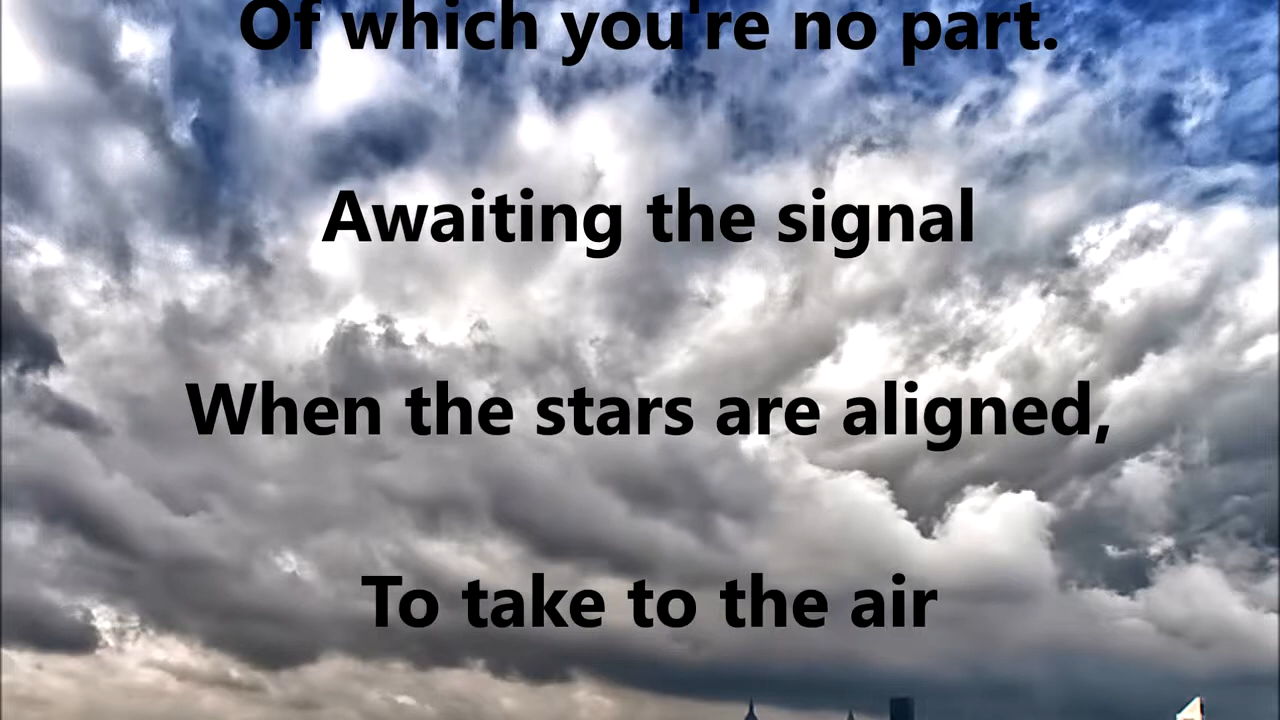 Of which you're no part.
Awaiting the signal
When the stars are aligned,
To take to the air